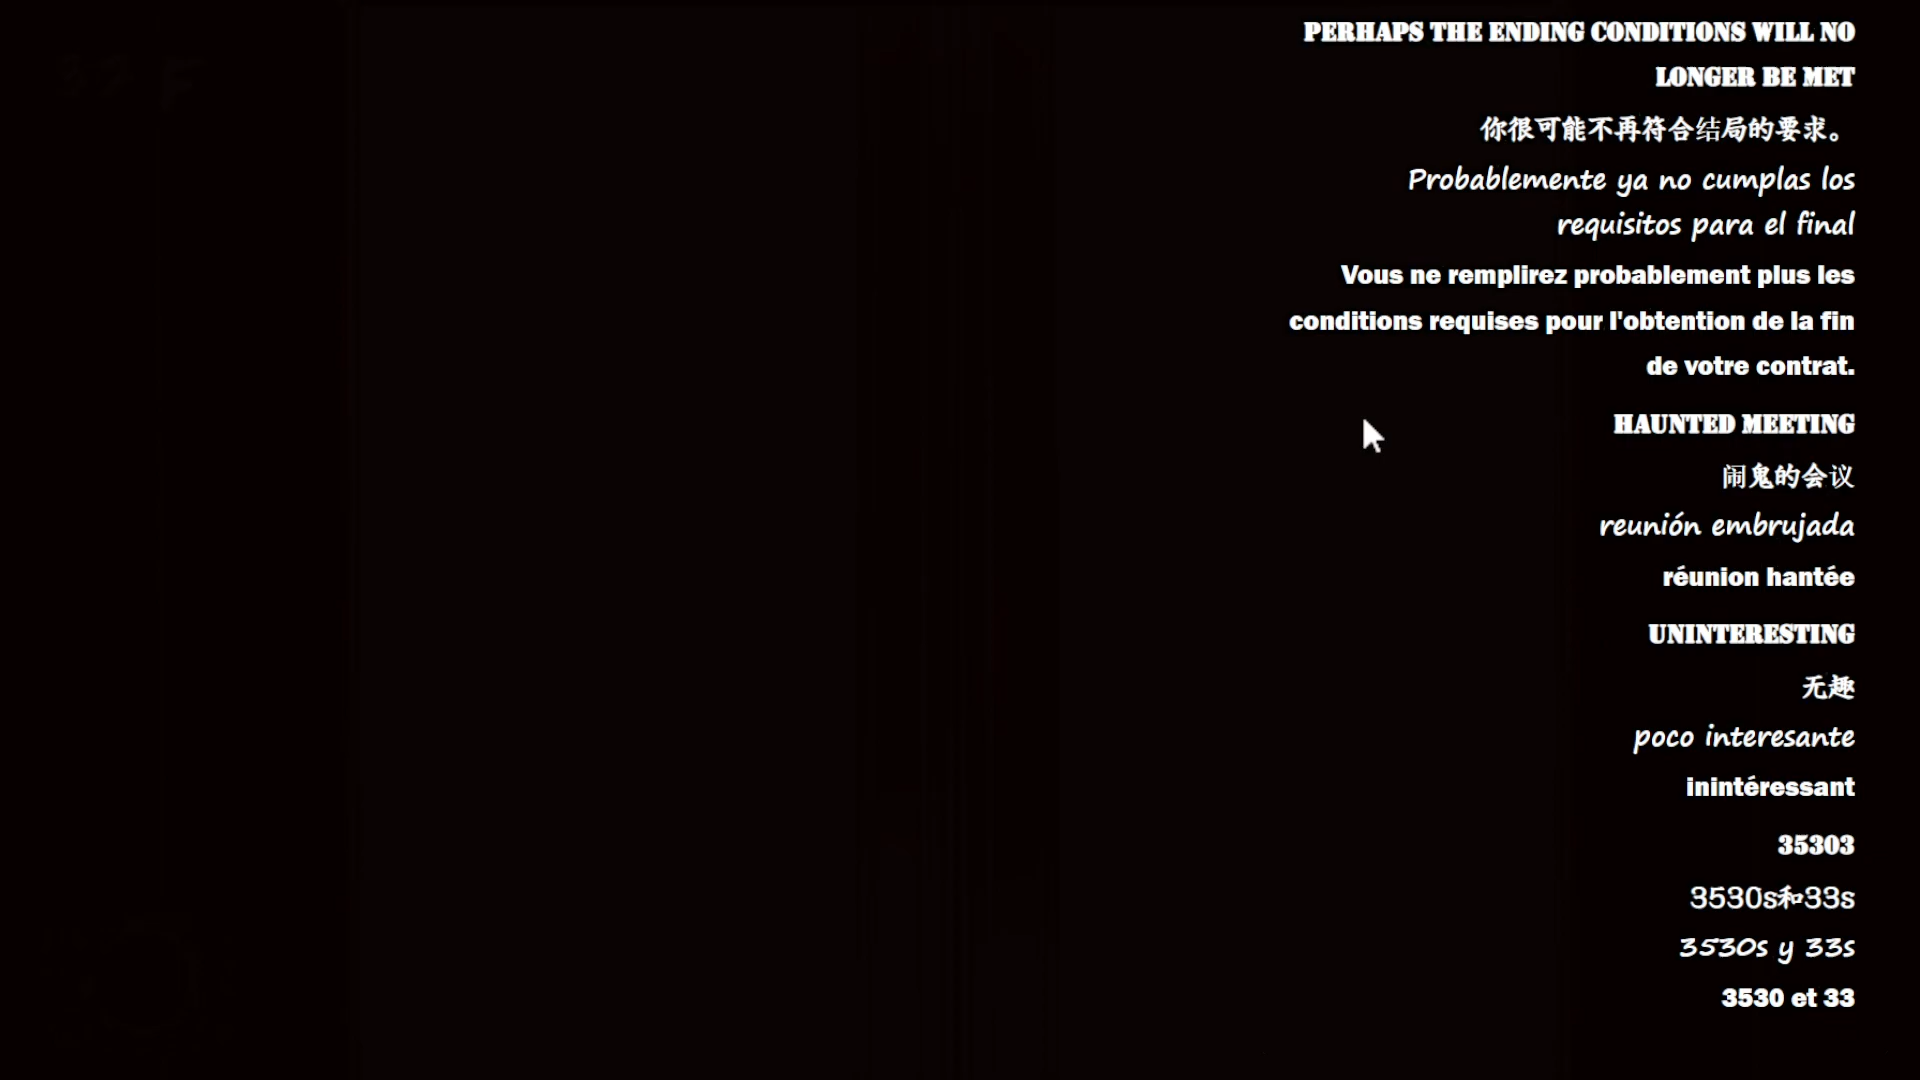 PERHAPS THE ENDING CONDITIONS WILL NO
LONGER BE MET
你很可能不再符合结局的要求。
Probablemente ya no cumplas los
requisitos para el final
Vous ne remplirez probablement plus les
conditions requises pour l'obtention de la fin
de votre contrat.
HAUNTED MEETING
闹鬼的会议
reunión embrujada
réunion hantée
UNINTERESTING
无趣
poco interesante
inintéressant
35303
3530s和33s
3530s y 33s
3530 et 33